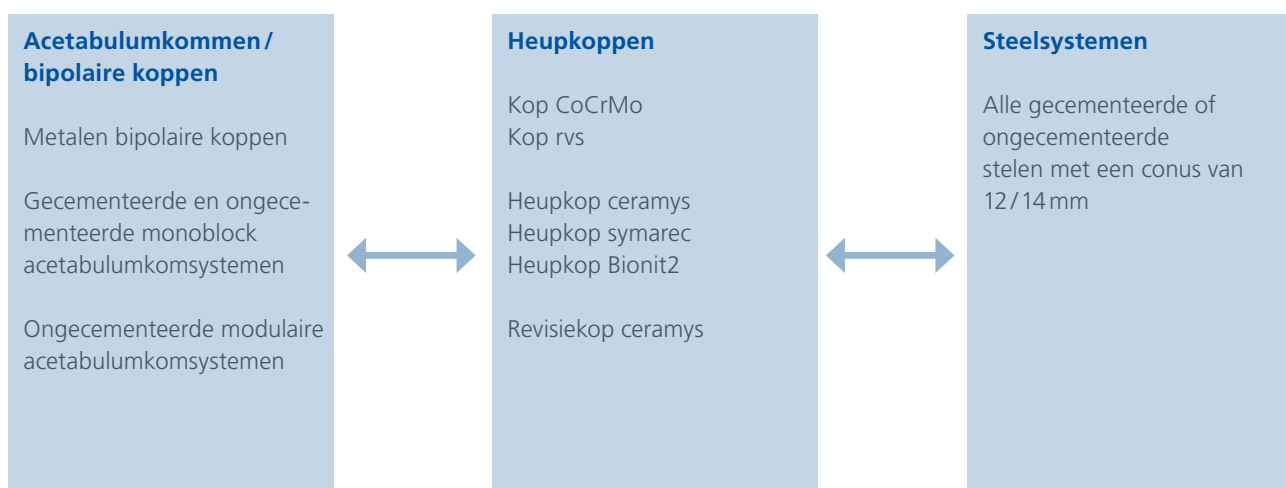 Acetabulumkommen /
bipolaire koppen
Metalen bipolaire koppen
Gecementeerde en ongece-
menteerde monoblock
acetabulumkomsystemen
Ongecementeerde modulaire
acetabulumkomsystemen
Heupkoppen
Kop CoCrMo
Kop rvs
Heupkop ceramys
Heupkop symarec
Heupkop Bionit2
Revisiekop ceramys
Steelsystemen
Alle gecementeerde of
ongecementeerde
stelen met een conus van
12 / 14 mm